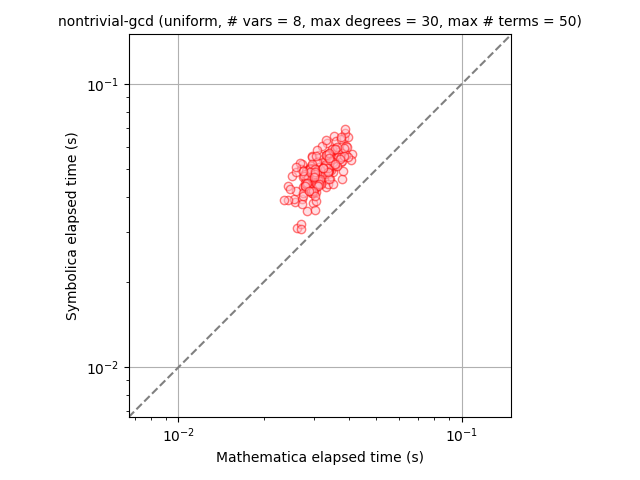 nontrivial-gcd (uniform, # vars = 8, max degrees = 30, max # terms = 50)
Symbolica elapsed time (s)
10⁻¹
10⁻²
10⁻²
10⁻¹
Mathematica elapsed time (s)